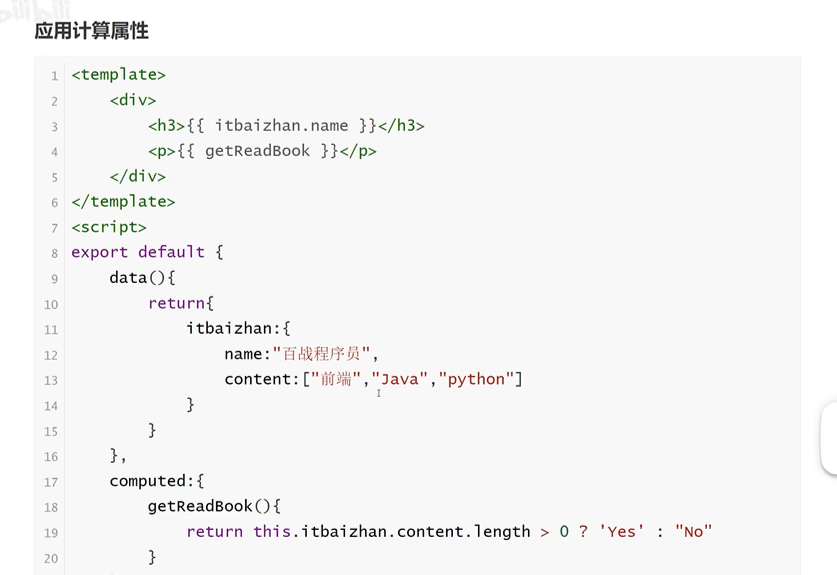 应用计算属性
1 <template>
2     <div>
3         <h3>{{ itbaizhan.name }}</h3>
4         <p>{{ getReadBook }}</p>
5     </div>
6 </template>
7 <script>
8 export default {
9     data(){
10         return{
11             itbaizhan:{
12                 name:"百战程序员",
13                 content:["前端","Java","python"]
14             }
15         }
16     },
17     computed:{
18         getReadBook(){
19             return this.itbaizhan.content.length > 0 ? 'Yes' : "No"
20         }